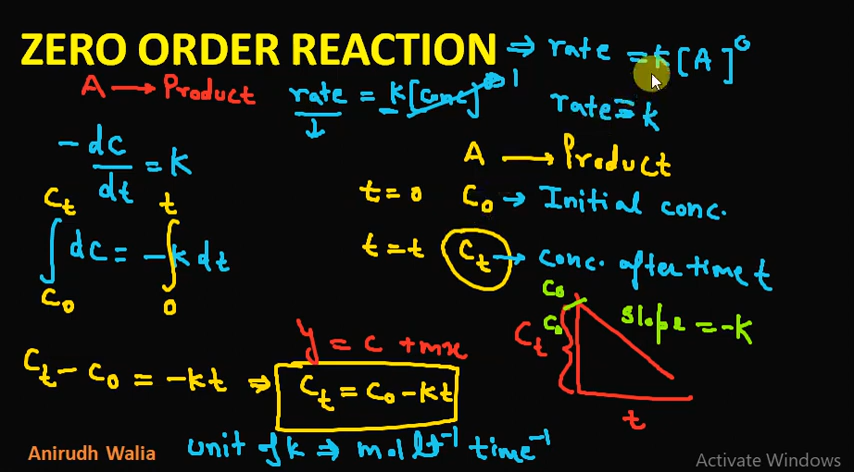 ZERO ORDER REACTION ⇒ rate = k[A]⁰
A → Product
rate = k[Conc]
1
↓
rate = k
-dc/dt = K
A → Product
t = 0 C₀ → Initial conc.
∫ dc = -∫ k dt
Cₜ
C₀
t
0
t = t Cₜ → conc. after time t
C₀
C₀
Cₜ
slope = -K
t
y = c + mx
Cₜ - C₀ = -kt ⇒ Cₜ = C₀ - kt
unit of k ⇒ mol lt⁻¹ time⁻¹
Anirudh Walia
Activate Windows